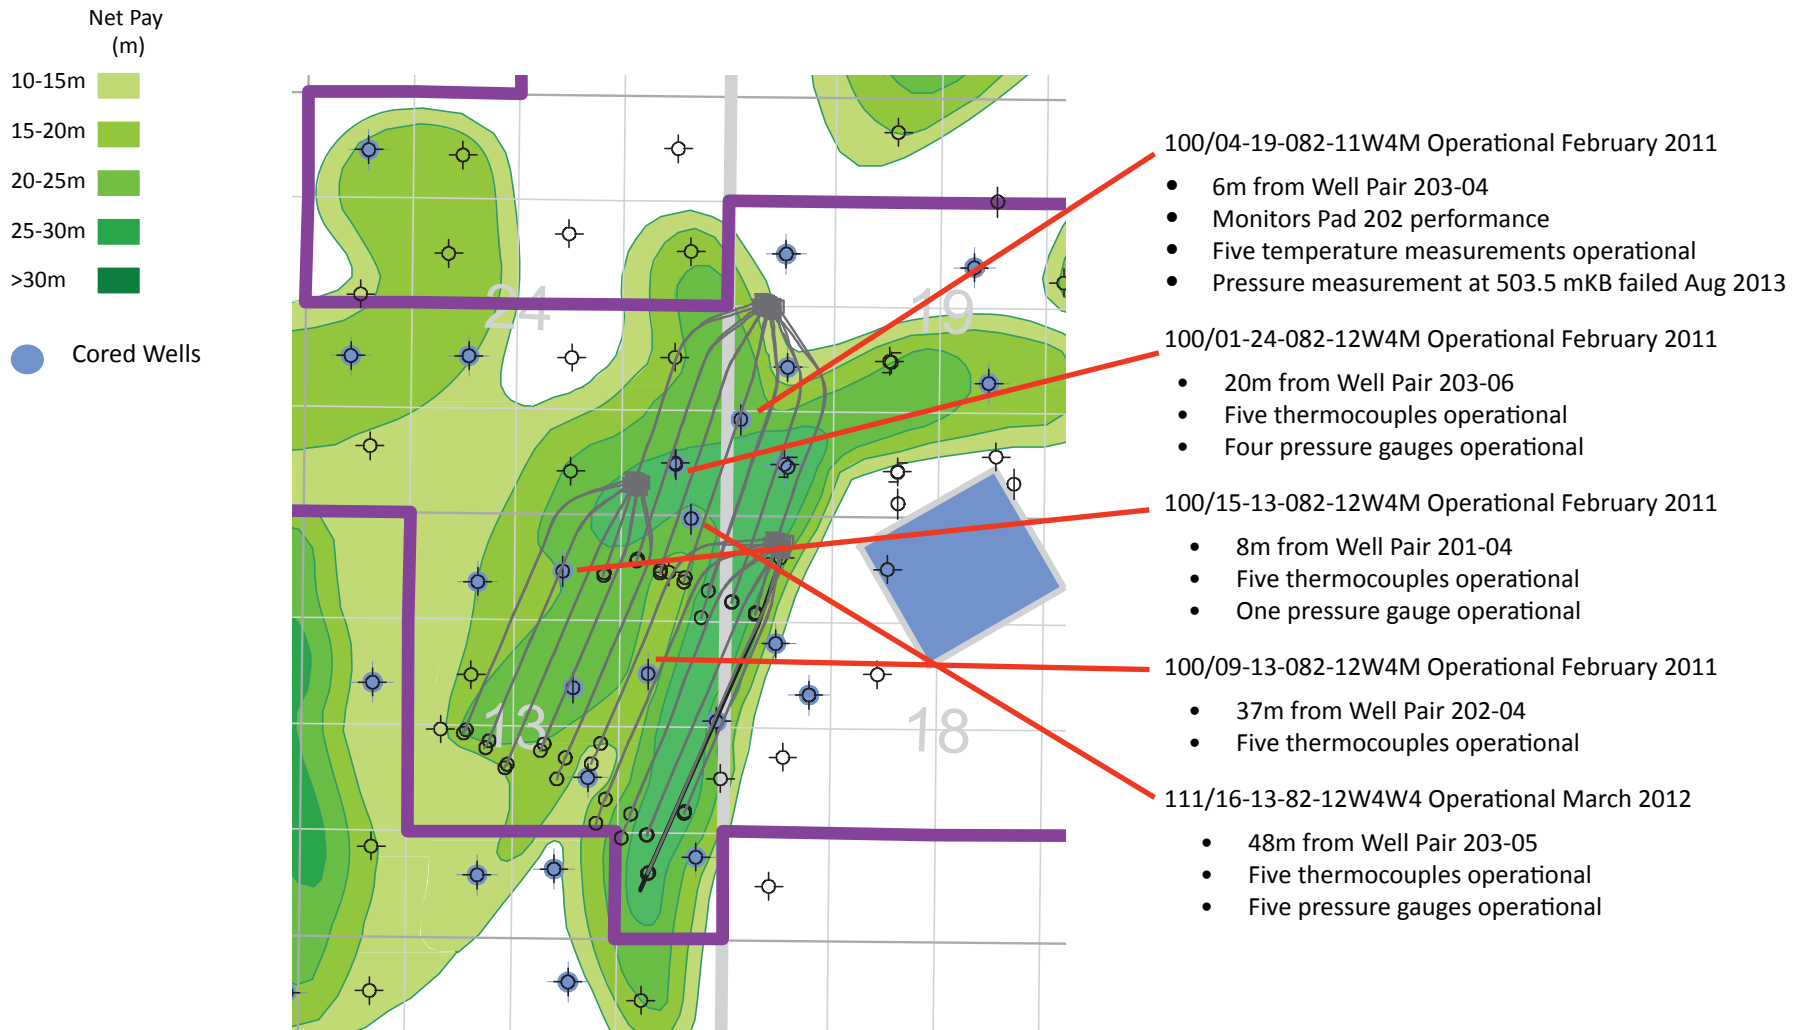 Net Pay
(m)
10-15m
15-20m
20-25m
25-30m
>30m
Cored Wells
24
19
13
18
100/04-19-082-11W4M Operational February 2011
• 6m from Well Pair 203-04
• Monitors Pad 202 performance
• Five temperature measurements operational
• Pressure measurement at 503.5 mKB failed Aug 2013
100/01-24-082-12W4M Operational February 2011
• 20m from Well Pair 203-06
• Five thermocouples operational
• Four pressure gauges operational
100/15-13-082-12W4M Operational February 2011
• 8m from Well Pair 201-04
• Five thermocouples operational
• One pressure gauge operational
100/09-13-082-12W4M Operational February 2011
• 37m from Well Pair 202-04
• Five thermocouples operational
111/16-13-82-12W4W4 Operational March 2012
• 48m from Well Pair 203-05
• Five thermocouples operational
• Five pressure gauges operational